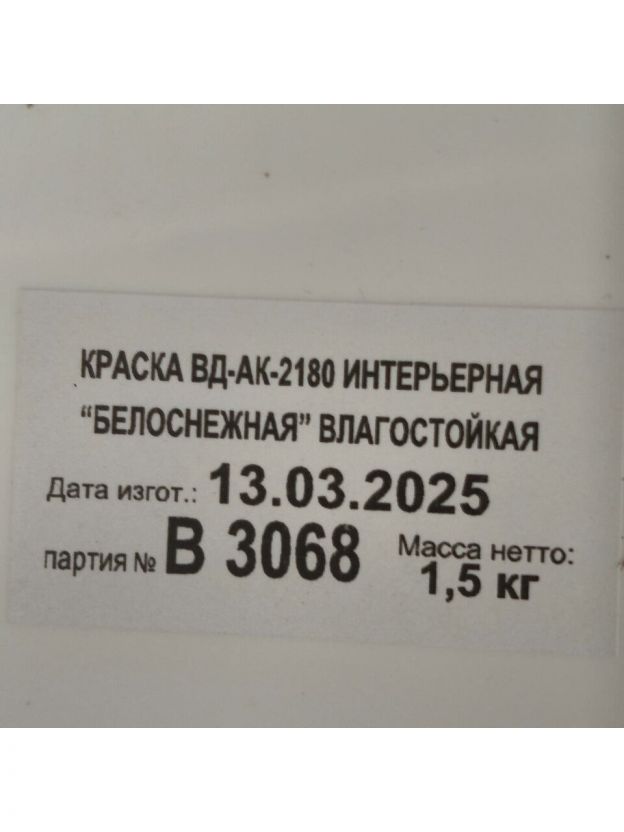 КРАСКА ВД-АК-2180 ИНТЕРЬЕРНАЯ
“БЕЛОСНЕЖНАЯ” ВЛАГОСТОЙКАЯ
Дата изгот.: 13.03.2025
партия № В 3068 Масса нетто:
1,5 кг